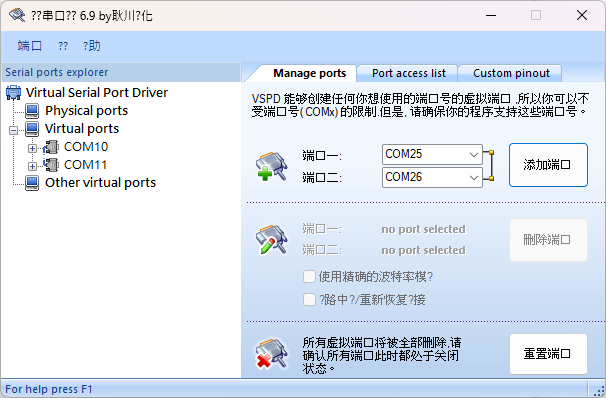 ??串口?? 6.9 by耿川?化
端口 ?? ?助
Serial ports explorer
Virtual Serial Port Driver
Physical ports
Virtual ports
COM10
COM11
Other virtual ports
Manage ports Port access list Custom pinout
VSPD 能够创建任何你想使用的端口号的虚拟端口 ,所以你可以不
受端口号(COMx)的限制.但是, 请确保你的程序支持这些端口号。
端口一: COM25
端口二: COM26
添加端口
端口一: no port selected
端口二: no port selected
删除端口
使用精确的波特率模?
?路中?/重新恢复?接
所有虚拟端口将被全部删除,请
确认所有端口此时都处于关闭
状态。
重置端口
For help press F1